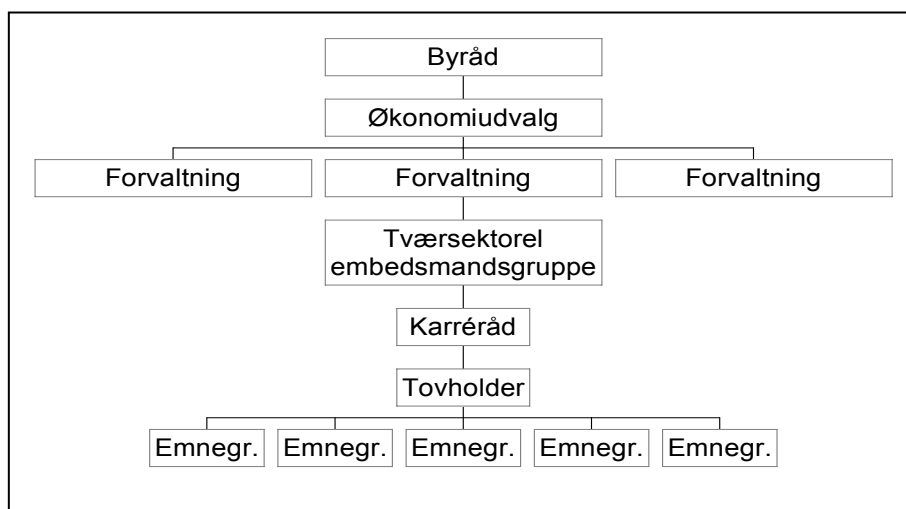 Byråd
Økonomiudvalg
Forvaltning Forvaltning Forvaltning
Tværsektorel
embedsmandsgruppe
Karréråd
Tovholder
Emnegr. Emnegr. Emnegr. Emnegr. Emnegr.